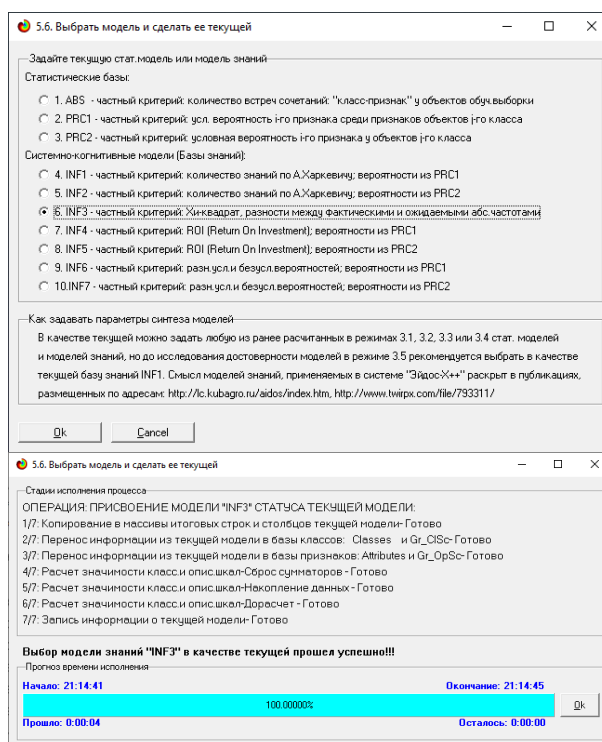 5.6. Выбрать модель и сделать ее текущей
Задайте текущую стат.модель или модель знаний
Статистические базы:
1. ABS - частный критерий: количество встреч сочетаний: "класс-признак" у объектов обуч.выборки
2. PRC1 - частный критерий: усл. вероятность i-го признака среди признаков объектов j-го класса
3. PRC2 - частный критерий: условная вероятность i-го признака у объектов j-го класса
Системно-когнитивные модели (Базы знаний):
4. INF1 - частный критерий: количество знаний по А.Харкевичу; вероятности из PRC1
5. INF2 - частный критерий: количество знаний по А.Харкевичу; вероятности из PRC2
6. INF3 - частный критерий: Хи-квадрат, разности между фактическими и ожидаемыми абс.частотами
7. INF4 - частный критерий: ROI (Return On Investment); вероятности из PRC1
8. INF5 - частный критерий: ROI (Return On Investment); вероятности из PRC2
9. INF6 - частный критерий: разн.усл.и безусл.вероятностей; вероятности из PRC1
10.INF7 - частный критерий: разн.усл.и безусл.вероятностей; вероятности из PRC2
Как задавать параметры синтеза моделей
В качестве текущей можно задать любую из ранее расчитанных в режимах 3.1, 3.2, 3.3 или 3.4 стат. моделей
и моделей знаний, но до исследования достоверности моделей в режиме 3.5 рекомендуется выбрать в качестве
текущей базу знаний INF1. Смысл моделей знаний, применяемых в системе "Эйдос-Х++" раскрыт в публикациях,
размещенных по адресам: http://lc.kubagro.ru/aidos/index.htm, http://www.twirpx.com/file/793311/
Ok Cancel
5.6. Выбрать модель и сделать ее текущей
Стадии исполнения процесса
ОПЕРАЦИЯ: ПРИСВОЕНИЕ МОДЕЛИ "INF3" СТАТУСА ТЕКУЩЕЙ МОДЕЛИ:
1/7: Копирование в массивы итоговых строк и столбцов текущей модели- Готово
2/7: Перенос информации из текущей модели в базы классов: Classes и Gr_ClSc- Готово
3/7: Перенос информации из текущей модели в базы признаков: Attributes и Gr_OpSc- Готово
4/7: Расчет значимости класс.и опис.шкал-Сброс сумматоров - Готово
5/7: Расчет значимости класс.и опис.шкал-Накопление данных - Готово
6/7: Расчет значимости класс.и опис.шкал-Дорасчет - Готово
7/7: Запись информации о текущей модели- Готово
Выбор модели знаний "INF3" в качестве текущей прошел успешно!!!
Прогноз времени исполнения
Начало: 21:14:41 Окончание: 21:14:45
100.00000% Ok
Прошло: 0:00:04 Осталось: 0:00:00